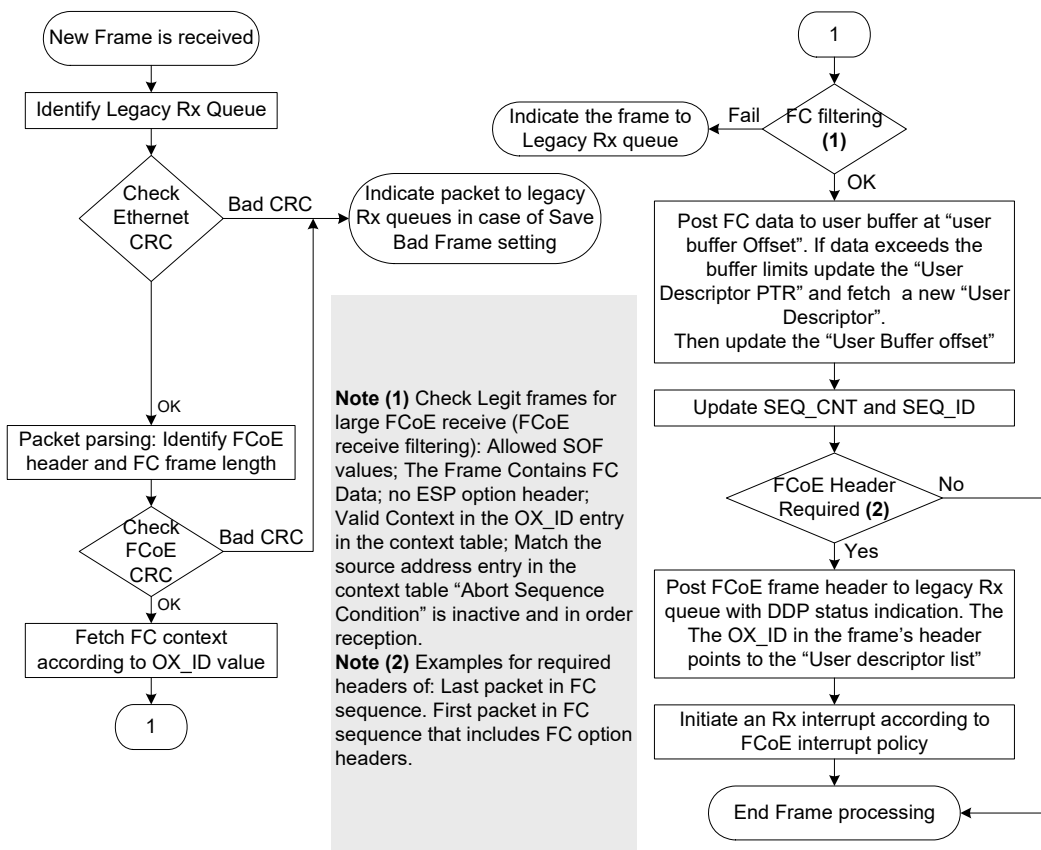 New Frame is received
Identify Legacy Rx Queue
Check
Ethernet
CRC
Bad CRC
Indicate packet to legacy
Rx queues in case of Save
Bad Frame setting
OK
Packet parsing: Identify FCoE
header and FC frame length
Check
FCoE
CRC
Bad CRC
OK
Fetch FC context
according to OX_ID value
1
Note (1) Check Legit frames for
large FCoE receive (FCoE
receive filtering): Allowed SOF
values; The Frame Contains FC
Data; no ESP option header;
Valid Context in the OX_ID entry
in the context table; Match the
source address entry in the
context table “Abort Sequence
Condition” is inactive and in order
reception.
Note (2) Examples for required
headers of: Last packet in FC
sequence. First packet in FC
sequence that includes FC option
headers.
1
FC filtering
(1)
Fail
Indicate the frame to
Legacy Rx queue
OK
Post FC data to user buffer at “user
buffer Offset”. If data exceeds the
buffer limits update the “User
Descriptor PTR” and fetch a new “User
Descriptor”.
Then update the “User Buffer offset”
Update SEQ_CNT and SEQ_ID
FCoE Header
Required (2)
No
Yes
Post FCoE frame header to legacy Rx
queue with DDP status indication. The
The OX_ID in the frame’s header
points to the “User descriptor list”
Initiate an Rx interrupt according to
FCoE interrupt policy
End Frame processing